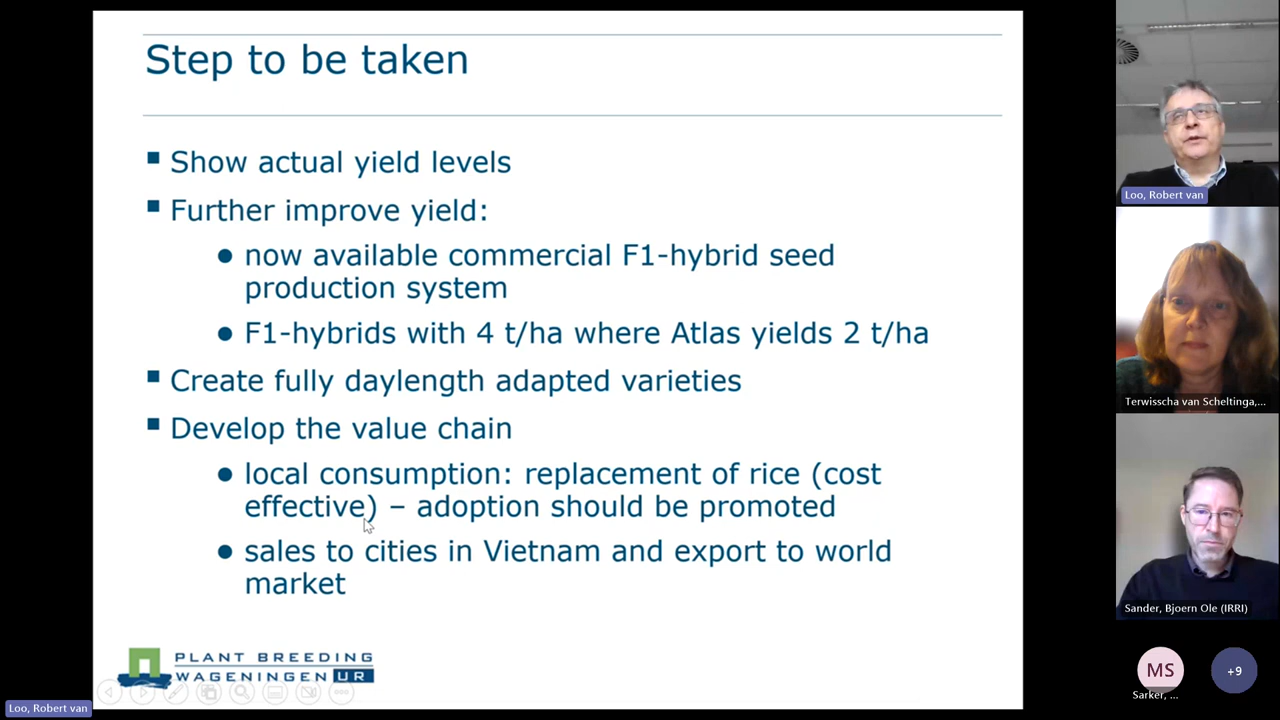 Step to be taken
Show actual yield levels
Further improve yield:
now available commercial F1-hybrid seed
production system
F1-hybrids with 4 t/ha where Atlas yields 2 t/ha
Create fully daylength adapted varieties
Develop the value chain
local consumption: replacement of rice (cost
effective) – adoption should be promoted
sales to cities in Vietnam and export to world
market
PLANT BREEDING
WAGENINGEN UR
Loo, Robert van
Loo, Robert van
Terwisscha van Scheltinga,...
Sander, Bjoern Ole (IRRI)
MS
+9
Sarker, ...